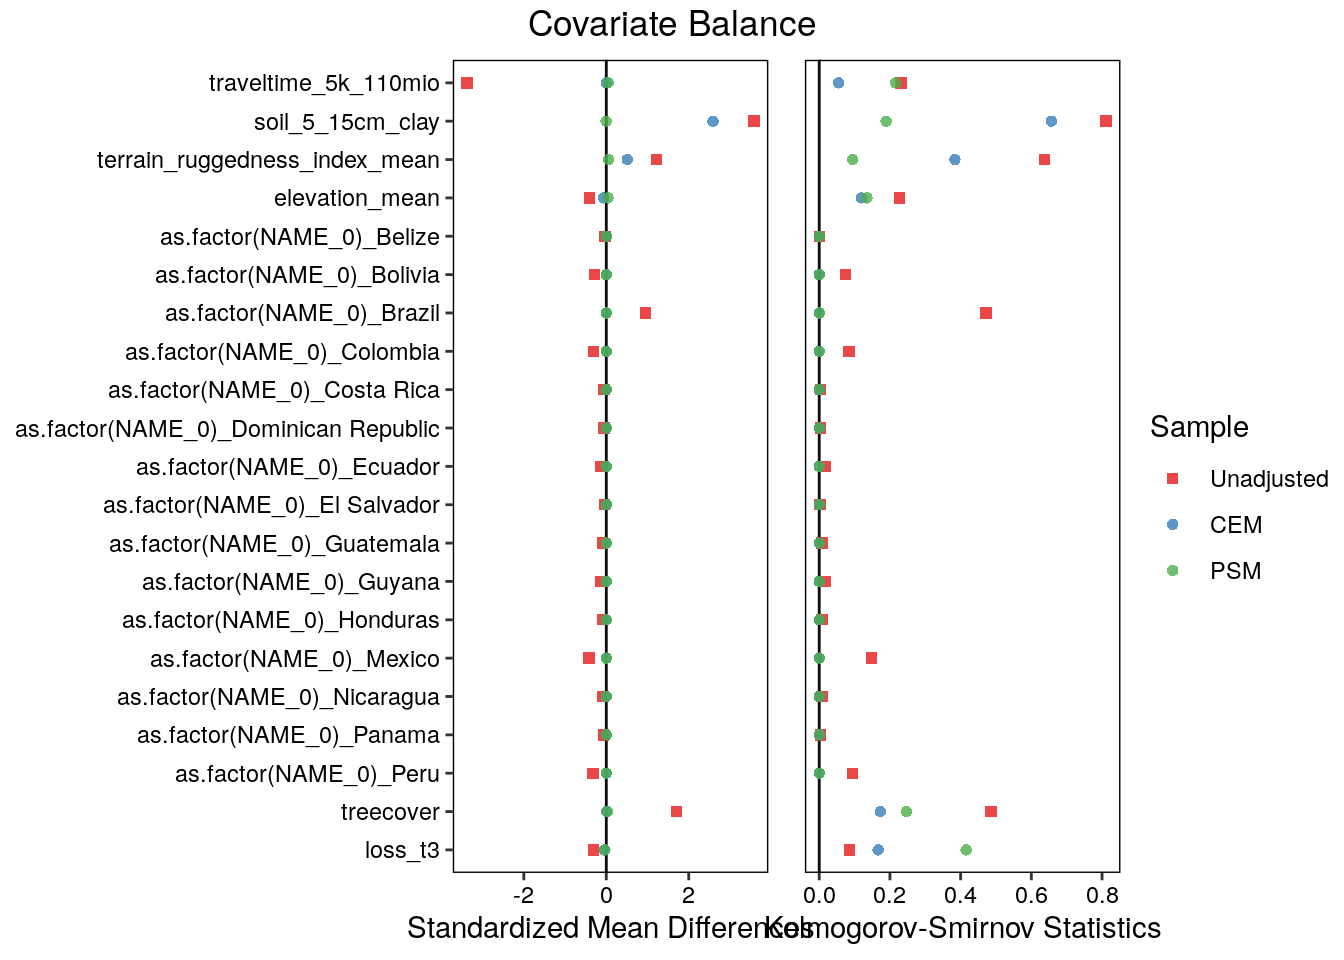 Covariate Balance
traveltime_5k_110mio
soil_5_15cm_clay
terrain_ruggedness_index_mean
elevation_mean
as.factor(NAME_0)_Belize
as.factor(NAME_0)_Bolivia
as.factor(NAME_0)_Brazil
as.factor(NAME_0)_Colombia
as.factor(NAME_0)_Costa Rica
as.factor(NAME_0)_Dominican Republic
as.factor(NAME_0)_Ecuador
as.factor(NAME_0)_El Salvador
as.factor(NAME_0)_Guatemala
as.factor(NAME_0)_Guyana
as.factor(NAME_0)_Honduras
as.factor(NAME_0)_Mexico
as.factor(NAME_0)_Nicaragua
as.factor(NAME_0)_Panama
as.factor(NAME_0)_Peru
treecover
loss_t3
-2 0 2
0.0 0.2 0.4 0.6 0.8
Standardized Mean Differences
Kolmogorov-Smirnov Statistics
Sample
Unadjusted
CEM
PSM